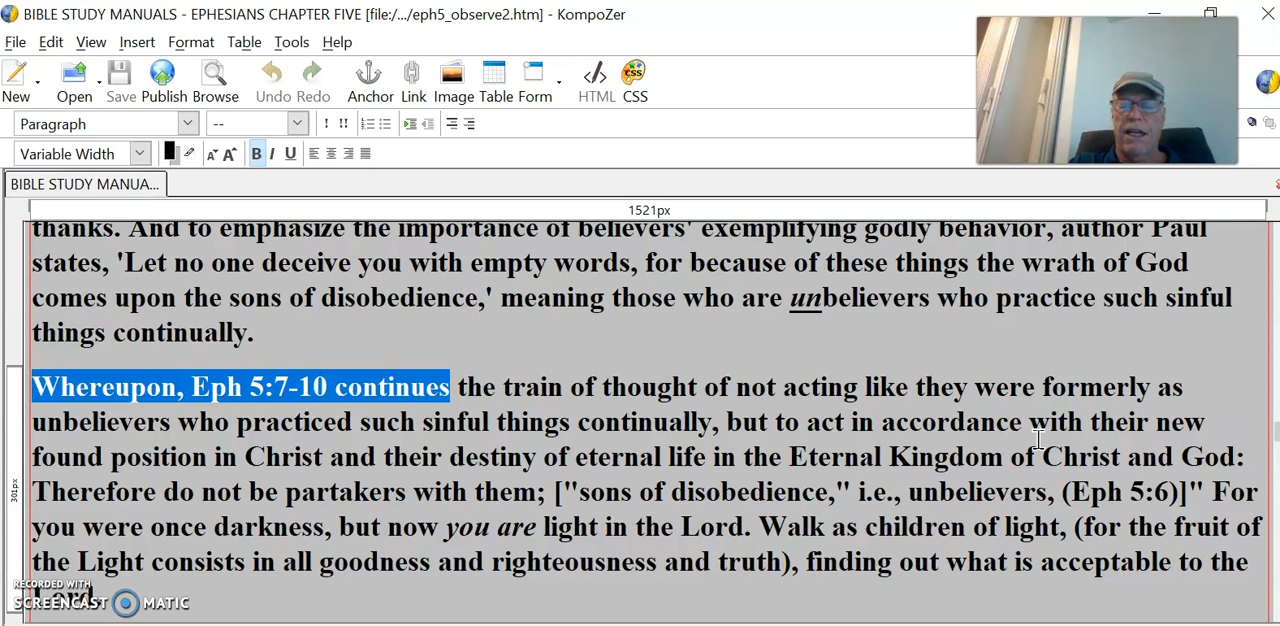 BIBLE STUDY MANUALS - EPHESIANS CHAPTER FIVE [file:/.../eph5_observe2.htm] - KompoZer
File Edit View Insert Format Table Tools Help
New Open Save Publish Browse Undo Redo Anchor Link Image Table Form HTML CSS
Paragraph -- ! !!
Variable Width A A B I U
BIBLE STUDY MANUA...
1521px
thanks. And to emphasize the importance of believers' exemplifying godly behavior, author Paul
states, 'Let no one deceive you with empty words, for because of these things the wrath of God
comes upon the sons of disobedience,' meaning those who are unbelievers who practice such sinful
things continually.
Whereupon, Eph 5:7-10 continues the train of thought of not acting like they were formerly as
unbelievers who practiced such sinful things continually, but to act in accordance with their new
found position in Christ and their destiny of eternal life in the Eternal Kingdom of Christ and God:
Therefore do not be partakers with them; ["sons of disobedience," i.e., unbelievers, (Eph 5:6)]" For
you were once darkness, but now you are light in the Lord. Walk as children of light, (for the fruit of
the Light consists in all goodness and righteousness and truth), finding out what is acceptable to the
Lord.
301px
RECORDED WITH
SCREENCAST MATIC